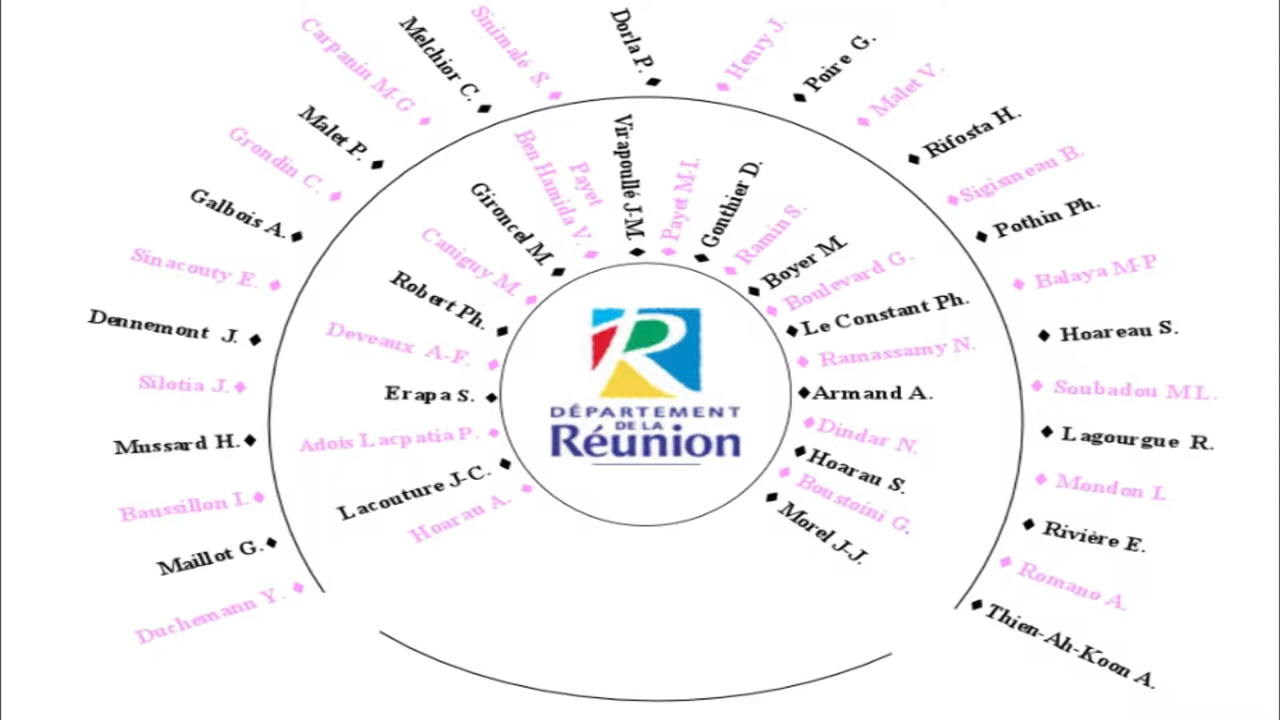 Duchemann Y.
Maillot G.
Baussillon I.
Mussard H.
Silotia J.
Dennemont J.
Sinacouty E.
Galbois A.
Grondin C.
Malet P.
Carpanin M-G
Melchior C.
Sinimalé S.
Dorla P.
Henry J.
Poire G.
Malet V.
Rifosta H.
Sigismeau B.
Pothin Ph.
Balaya M-P
Hoareau S.
Soubadou ML.
Lagourgue R.
Mondon I.
Rivière E.
Romano A.
Thien-Ah-Koon A.
Hoarau A.
Lacouture J-C.
Adois Lacpatia P.
Erapa S.
Deveaux A-F.
Robert Ph.
Caniguy M.
Gironcel M.
Payet
Ben Hamida V.
Virapoullé J-M.
Payet M-L
Gonthier D.
Ramin S.
Boyer M.
Boulevard G.
Le Constant Ph.
Ramassamy N.
Armand A.
Dindar N.
Hoarau S.
Boustoini G.
Morel J-J.
DÉPARTEMENT
DE LA
Réunion